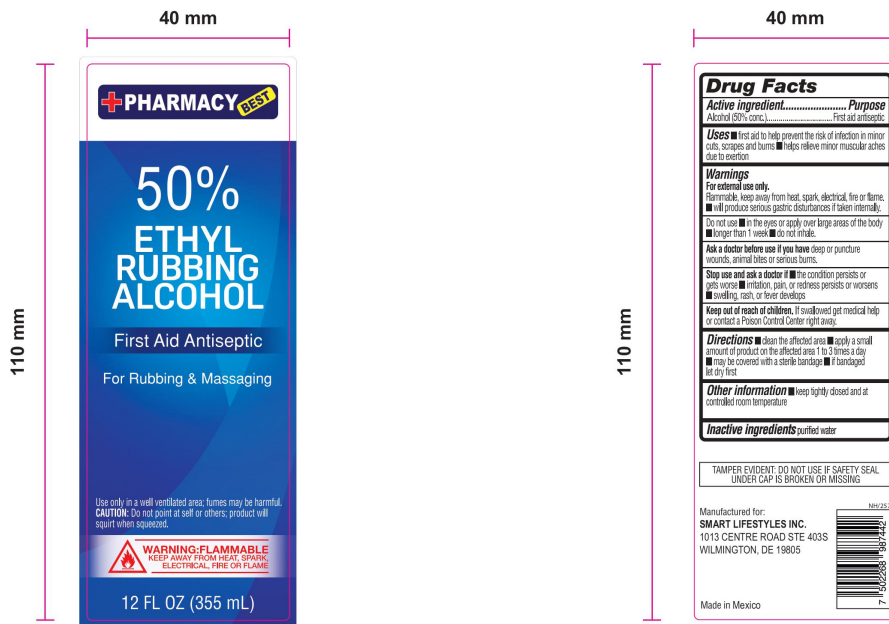 40 mm
110 mm
PHARMACY BEST
50%
ETHYL
RUBBING
ALCOHOL
First Aid Antiseptic
For Rubbing & Massaging
Use only in a well ventilated area; fumes may be harmful.
CAUTION: Do not point at self or others; product will
squirt when squeezed.
WARNING:FLAMMABLE
KEEP AWAY FROM HEAT, SPARK,
ELECTRICAL, FIRE OR FLAME
12 FL OZ (355 mL)
40 mm
110 mm
Drug Facts
Active ingredient...................... Purpose
Alcohol (50% conc.)................................ First aid antiseptic
Uses ■ first aid to help prevent the risk of infection in minor
cuts, scrapes and burns ■ helps relieve minor muscular aches
due to exertion
Warnings
For external use only.
Flammable, keep away from heat, spark, electrical, fire or flame.
■ will produce serious gastric disturbances if taken internally.
Do not use ■ in the eyes or apply over large areas of the body
■ longer than 1 week ■ do not inhale.
Ask a doctor before use if you have deep or puncture
wounds, animal bites or serious burns.
Stop use and ask a doctor if ■ the condition persists or
gets worse ■ irritation, pain, or redness persists or worsens
■ swelling, rash, or fever develops
Keep out of reach of children. If swallowed get medical help
or contact a Poison Control Center right away.
Directions ■ clean the affected area ■ apply a small
amount of product on the affected area 1 to 3 times a day
■ may be covered with a sterile bandage ■ if bandaged
let dry first
Other information ■ keep tightly closed and at
controlled room temperature
Inactive ingredients purified water
TAMPER EVIDENT: DO NOT USE IF SAFETY SEAL
UNDER CAP IS BROKEN OR MISSING
Manufactured for:
SMART LIFESTYLES INC.
1013 CENTRE ROAD STE 403S
WILMINGTON, DE 19805
Made in Mexico
7 502268 987442